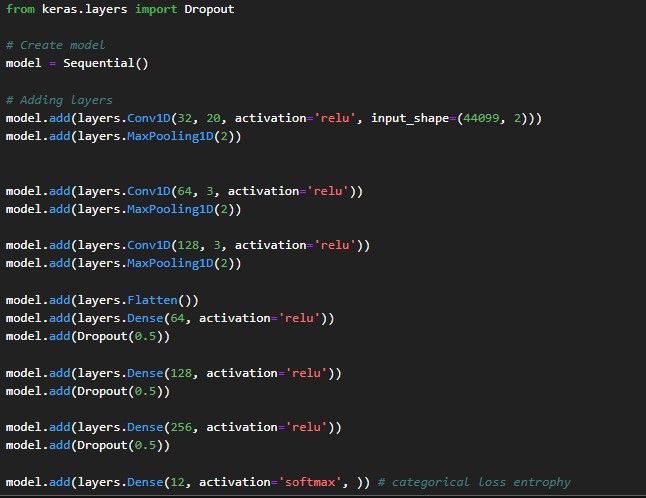 from keras.layers import Dropout
# Create model
model = Sequential()
# Adding layers
model.add(layers.Conv1D(32, 20, activation='relu', input_shape=(44099, 2)))
model.add(layers.MaxPooling1D(2))
model.add(layers.Conv1D(64, 3, activation='relu'))
model.add(layers.MaxPooling1D(2))
model.add(layers.Conv1D(128, 3, activation='relu'))
model.add(layers.MaxPooling1D(2))
model.add(layers.Flatten())
model.add(layers.Dense(64, activation='relu'))
model.add(Dropout(0.5))
model.add(layers.Dense(128, activation='relu'))
model.add(Dropout(0.5))
model.add(layers.Dense(256, activation='relu'))
model.add(Dropout(0.5))
model.add(layers.Dense(12, activation='softmax', )) # categorical loss entrophy